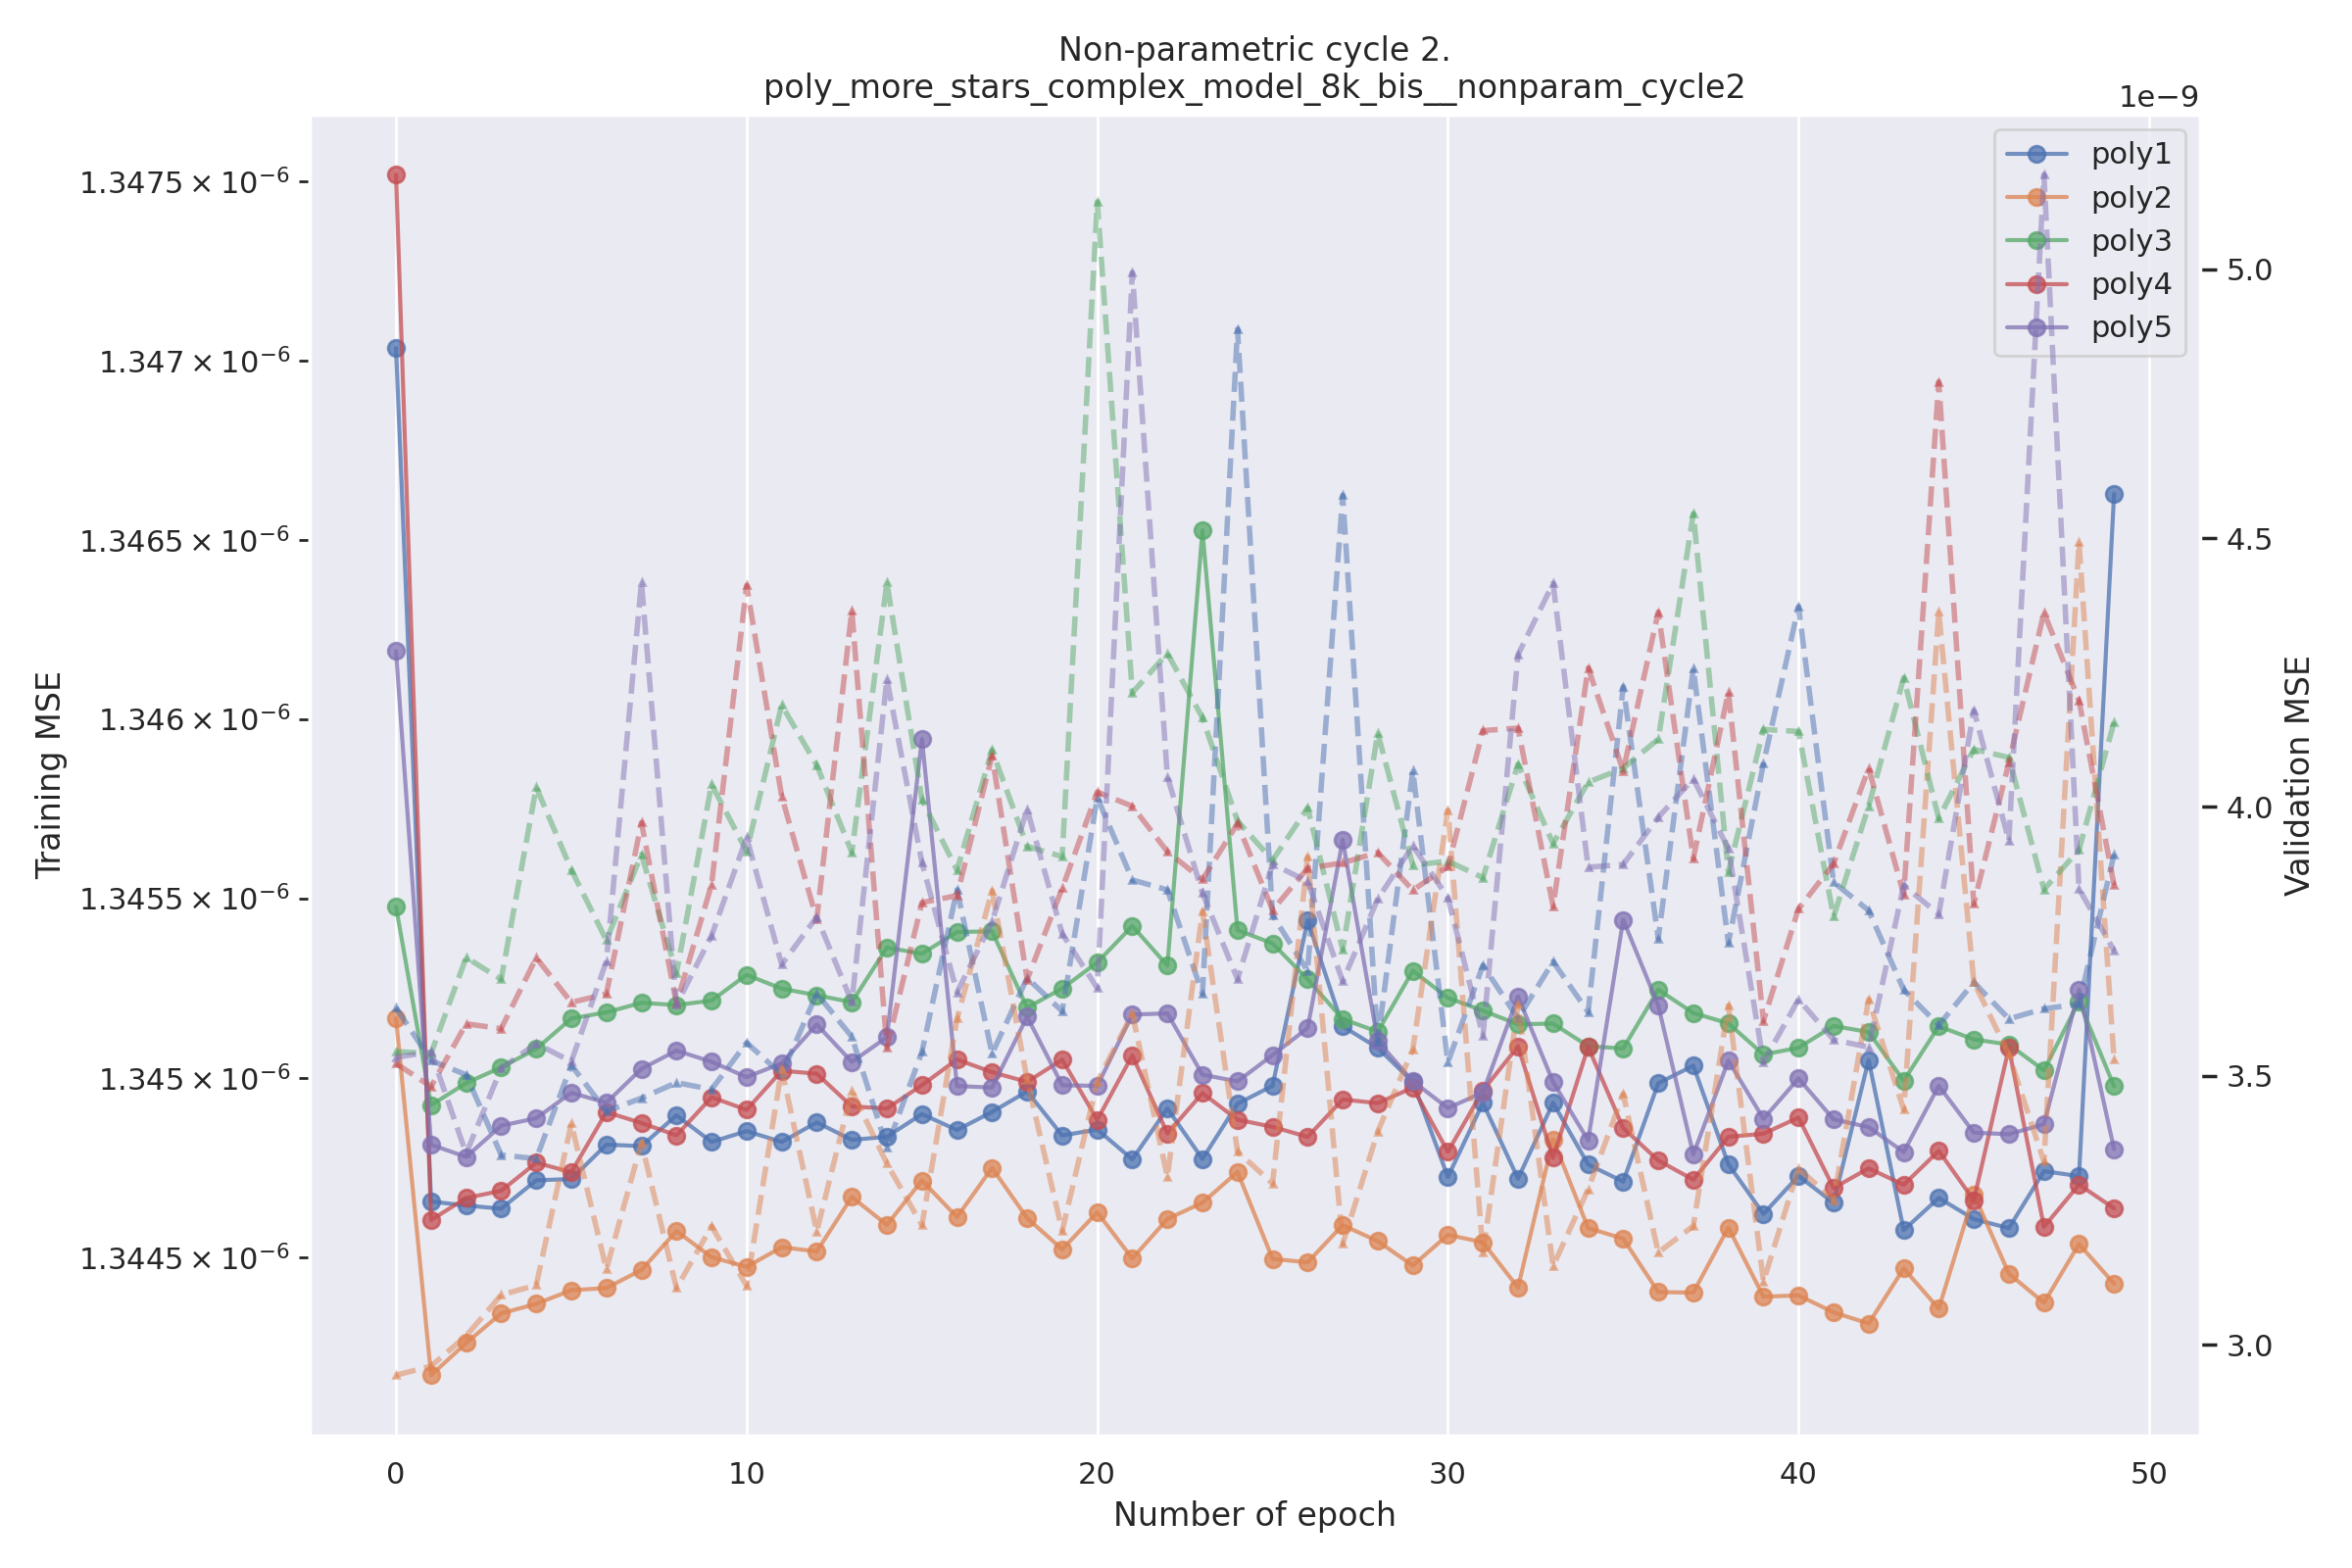 Non-parametric cycle 2.
poly_more_stars_complex_model_8k_bis__nonparam_cycle2
1e−9
poly1
poly2
poly3
poly4
poly5
1.3475 × 10⁻⁶
1.347 × 10⁻⁶
1.3465 × 10⁻⁶
1.346 × 10⁻⁶
1.3455 × 10⁻⁶
1.345 × 10⁻⁶
1.3445 × 10⁻⁶
Training MSE
5.0
4.5
4.0
3.5
3.0
Validation MSE
0 10 20 30 40 50
Number of epoch